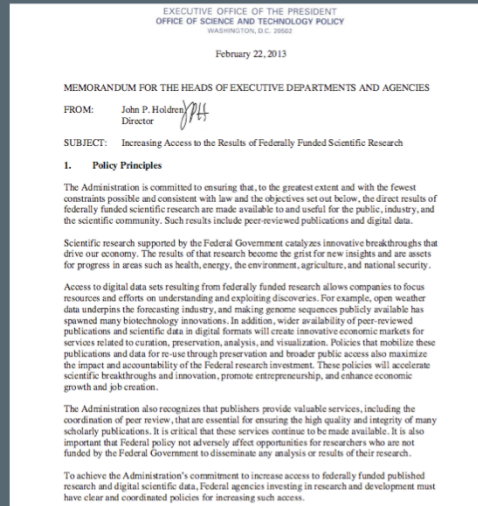 EXECUTIVE OFFICE OF THE PRESIDENT
OFFICE OF SCIENCE AND TECHNOLOGY POLICY
WASHINGTON, D.C. 20502
February 22, 2013
MEMORANDUM FOR THE HEADS OF EXECUTIVE DEPARTMENTS AND AGENCIES
FROM: John P. Holdren JPH
Director
SUBJECT: Increasing Access to the Results of Federally Funded Scientific Research
1. Policy Principles
The Administration is committed to ensuring that, to the greatest extent and with the fewest
constraints possible and consistent with law and the objectives set out below, the direct results of
federally funded scientific research are made available to and useful for the public, industry, and
the scientific community. Such results include peer-reviewed publications and digital data.
Scientific research supported by the Federal Government catalyzes innovative breakthroughs that
drive our economy. The results of that research become the grist for new insights and are assets
for progress in areas such as health, energy, the environment, agriculture, and national security.
Access to digital data sets resulting from federally funded research allows companies to focus
resources and efforts on understanding and exploiting discoveries. For example, open weather
data underpins the forecasting industry, and making genome sequences publicly available has
spawned many biotechnology innovations. In addition, wider availability of peer-reviewed
publications and scientific data in digital formats will create innovative economic markets for
services related to curation, preservation, analysis, and visualization. Policies that mobilize these
publications and data for re-use through preservation and broader public access also maximize
the impact and accountability of the Federal research investment. These policies will accelerate
scientific breakthroughs and innovation, promote entrepreneurship, and enhance economic
growth and job creation.
The Administration also recognizes that publishers provide valuable services, including the
coordination of peer review, that are essential for ensuring the high quality and integrity of many
scholarly publications. It is critical that these services continue to be made available. It is also
important that Federal policy not adversely affect opportunities for researchers who are not
funded by the Federal Government to disseminate any analysis or results of their research.
To achieve the Administration's commitment to increase access to federally funded published
research and digital scientific data, Federal agencies investing in research and development must
have clear and coordinated policies for increasing such access.